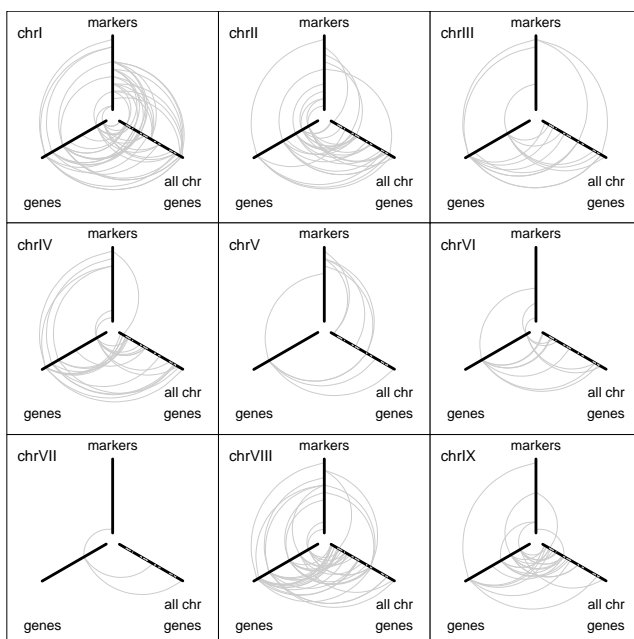 markers
chrI
all chr
genes
genes
markers
chrII
all chr
genes
genes
markers
chrIII
all chr
genes
genes
markers
chrIV
all chr
genes
genes
markers
chrV
all chr
genes
genes
markers
chrVI
all chr
genes
genes
markers
chrVII
all chr
genes
genes
markers
chrVIII
all chr
genes
genes
markers
chrIX
all chr
genes
genes